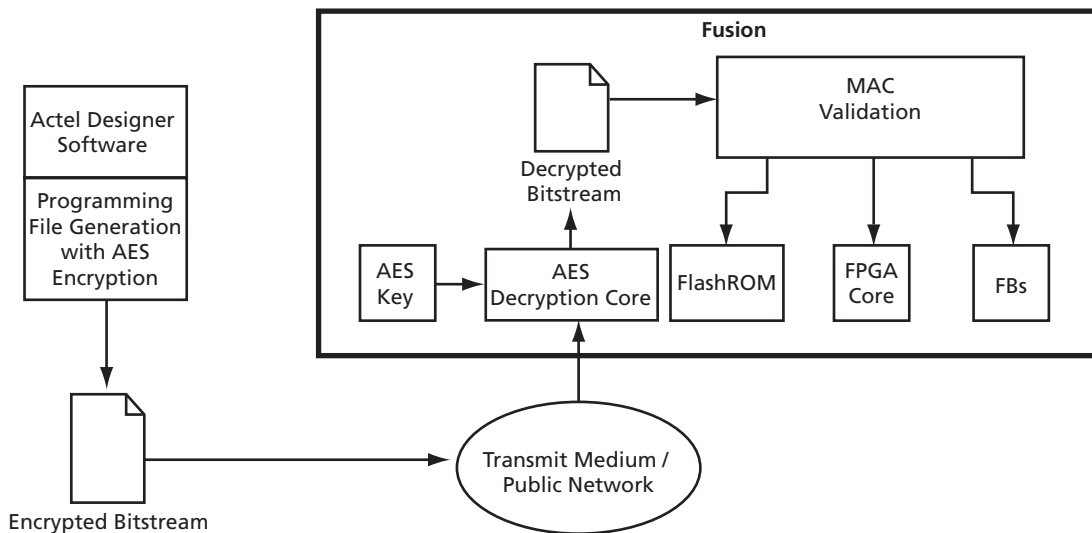 Fusion
Actel Designer
Software
Programming
File Generation
with AES
Encryption
MAC
Validation
Decrypted
Bitstream
AES
Key
AES
Decryption Core
FlashROM
FPGA
Core
FBs
Transmit Medium /
Public Network
Encrypted Bitstream